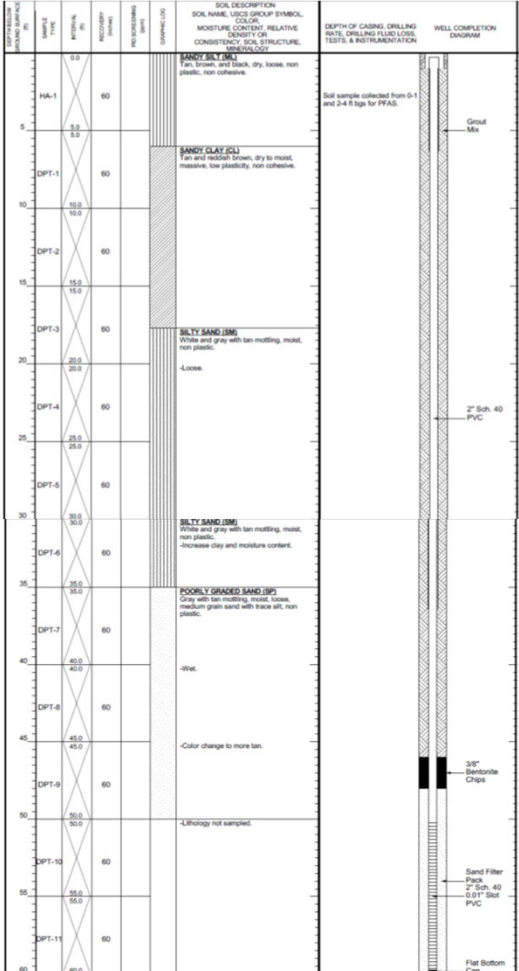 DEPTH BELOW
GROUND SURFACE
(ft)
SAMPLE
TYPE
INTERVAL
(ft)
RECOVERY
(inches)
PID SCREENING
(ppm)
GRAPHIC LOG
SOIL DESCRIPTION
SOIL NAME, USCS GROUP SYMBOL,
COLOR,
MOISTURE CONTENT, RELATIVE
DENSITY OR
CONSISTENCY, SOIL STRUCTURE,
MINERALOGY
DEPTH OF CASING, DRILLING
RATE, DRILLING FLUID LOSS,
TESTS, & INSTRUMENTATION
WELL COMPLETION
DIAGRAM
0.0
SANDY SILT (ML)
Tan, brown, and black, dry, loose, non
plastic, non cohesive.
HA-1
60
Soil sample collected from 0-1
and 2-4 ft bgs for PFAS.
Grout
Mix
5
5.0
5.0
SANDY CLAY (CL)
Tan and reddish brown, dry to moist,
massive, low plasticity, non cohesive.
DPT-1
60
10
10.0
10.0
DPT-2
60
15
15.0
15.0
DPT-3
60
SILTY SAND (SM)
White and gray with tan mottling, moist,
non plastic.
20
20.0
20.0
-Loose.
DPT-4
60
2" Sch. 40
PVC
25
25.0
25.0
DPT-5
60
30
30.0
30.0
SILTY SAND (SM)
White and gray with tan mottling, moist,
non plastic.
-Increase clay and moisture content.
DPT-6
60
35
35.0
35.0
POORLY GRADED SAND (SP)
Gray with tan mottling, moist, loose,
medium grain sand with trace silt, non
plastic.
DPT-7
60
40
40.0
40.0
-Wet.
DPT-8
60
45
45.0
45.0
-Color change to more tan.
3/8"
Bentonite
Chips
DPT-9
60
50
50.0
50.0
-Lithology not sampled.
DPT-10
60
Sand Filter
Pack
2" Sch. 40
0.01" Slot
PVC
55
55.0
55.0
DPT-11
60
Flat Bottom
Cap
60
60.0